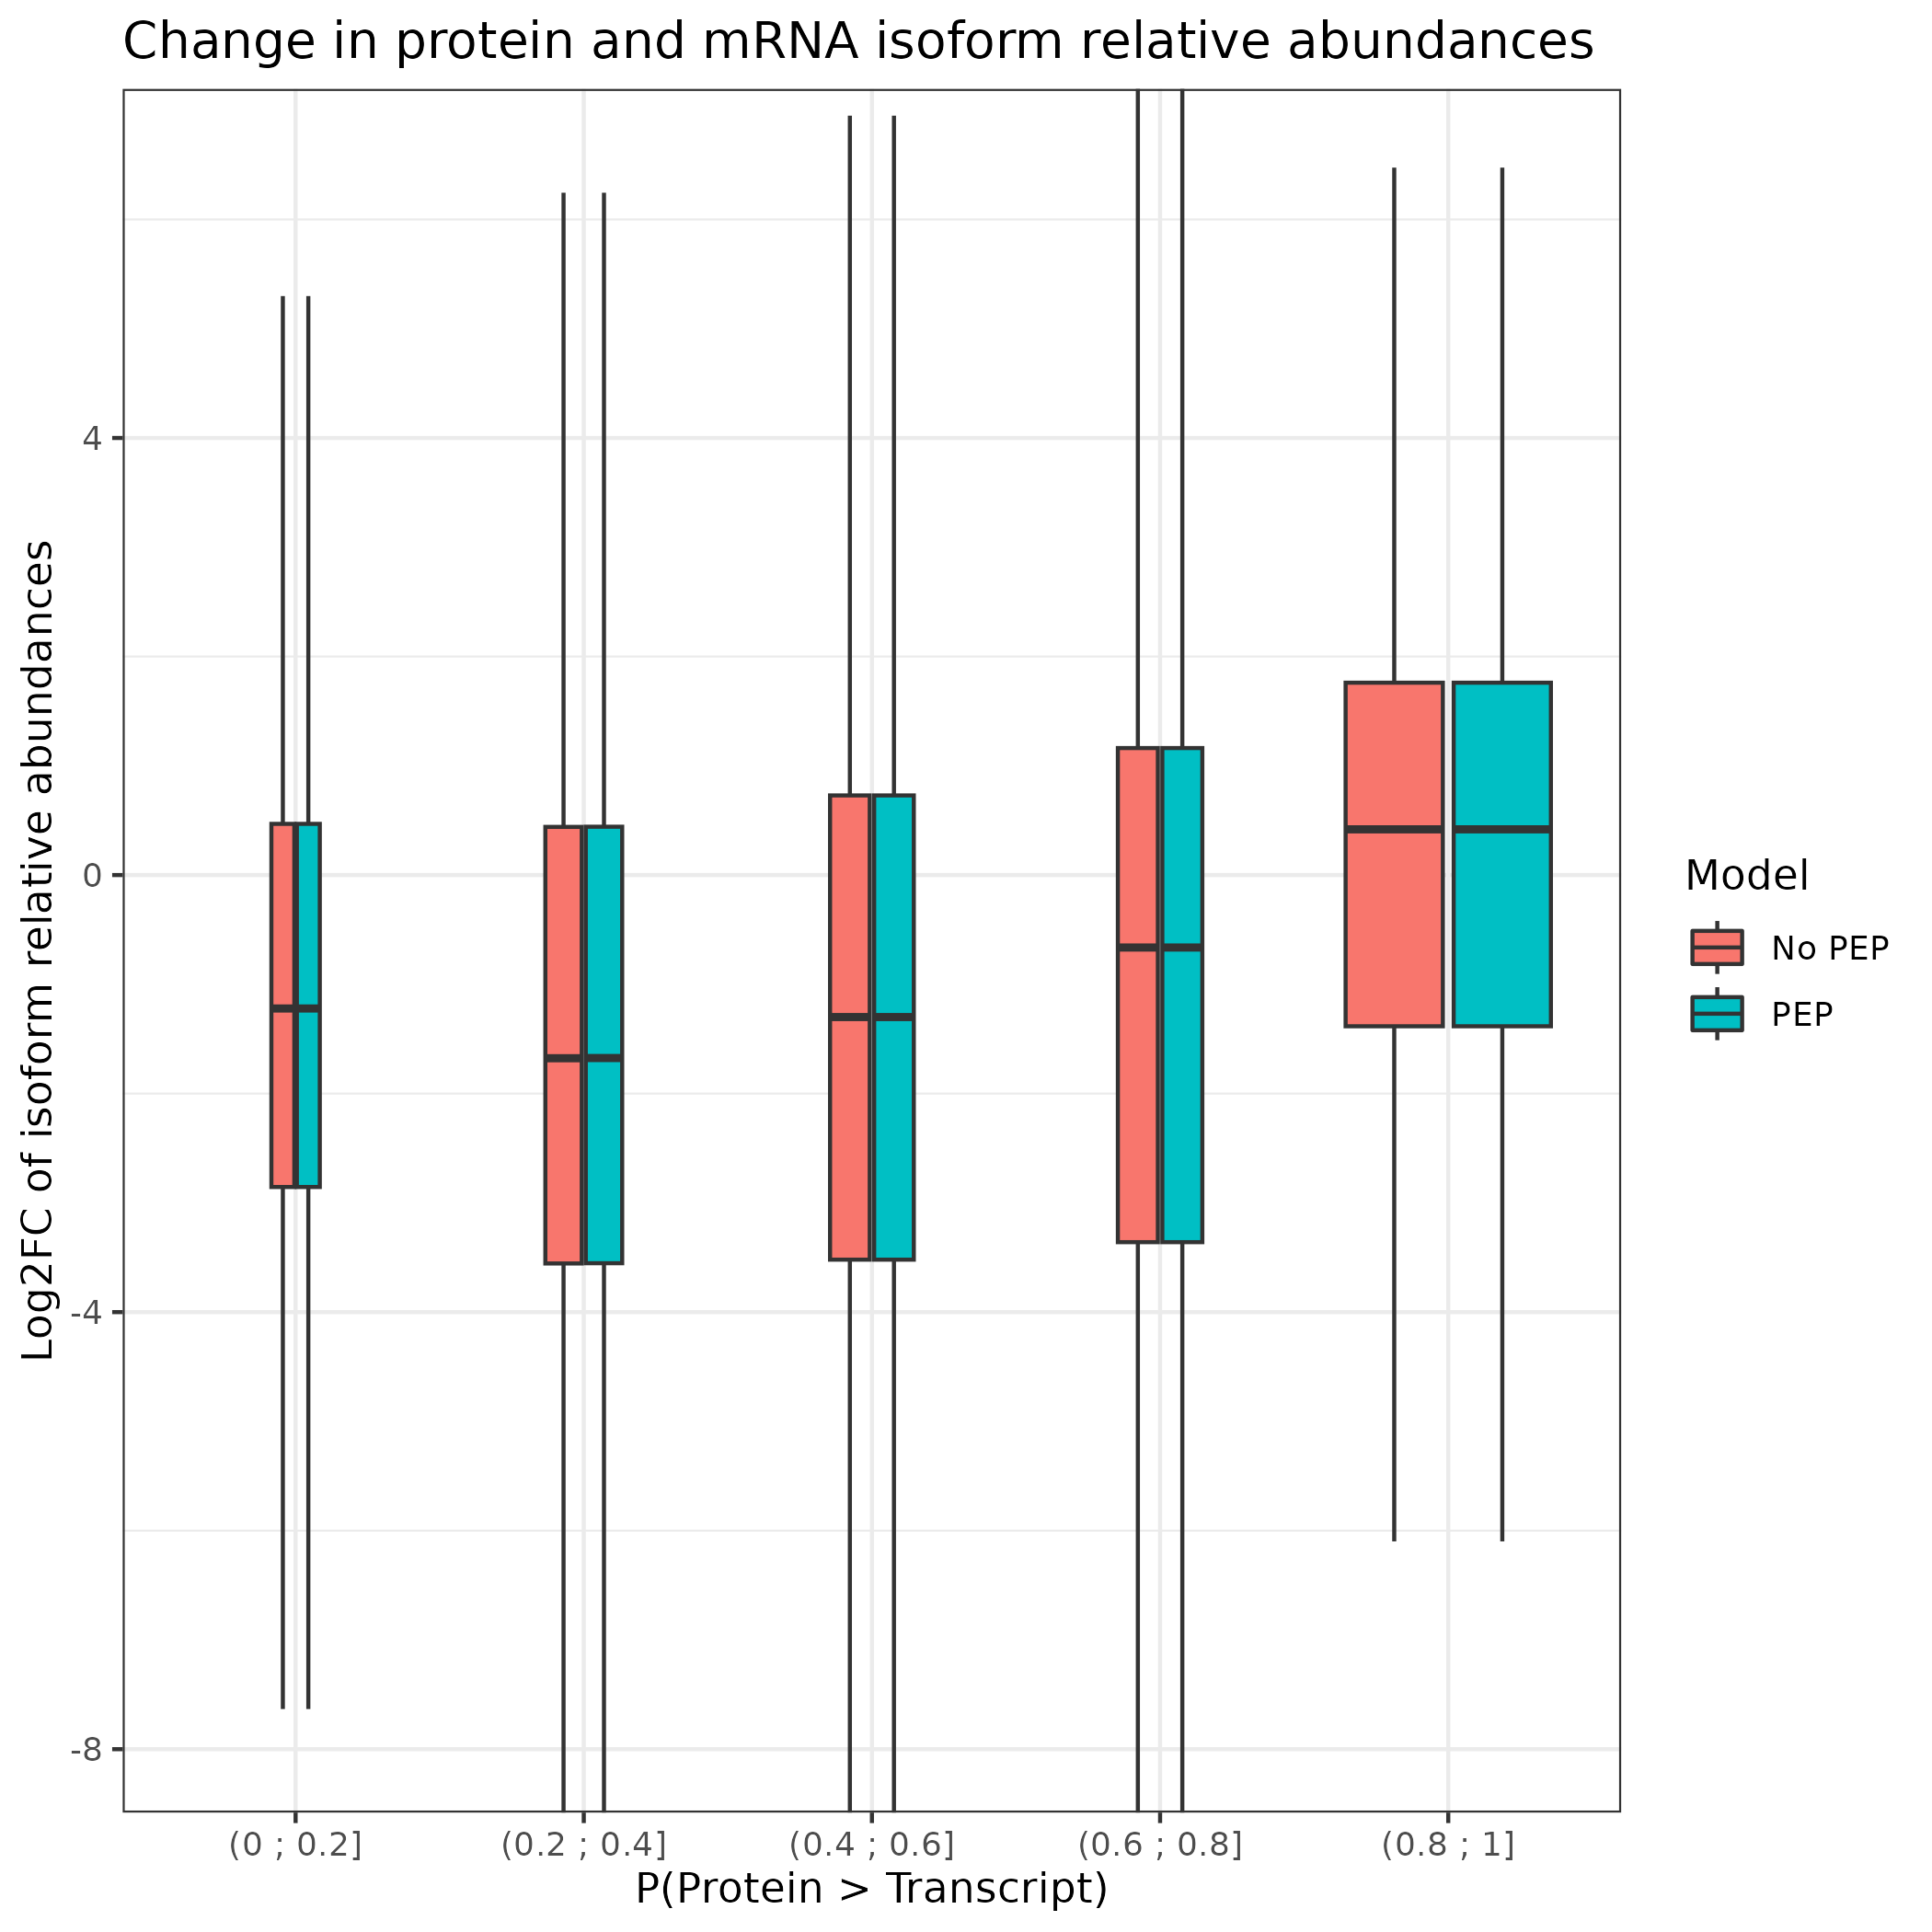 Change in protein and mRNA isoform relative abundances
Log2FC of isoform relative abundances
4
0
-4
-8
(0 ; 0.2]
(0.2 ; 0.4]
(0.4 ; 0.6]
(0.6 ; 0.8]
(0.8 ; 1]
P(Protein > Transcript)
Model
No PEP
PEP